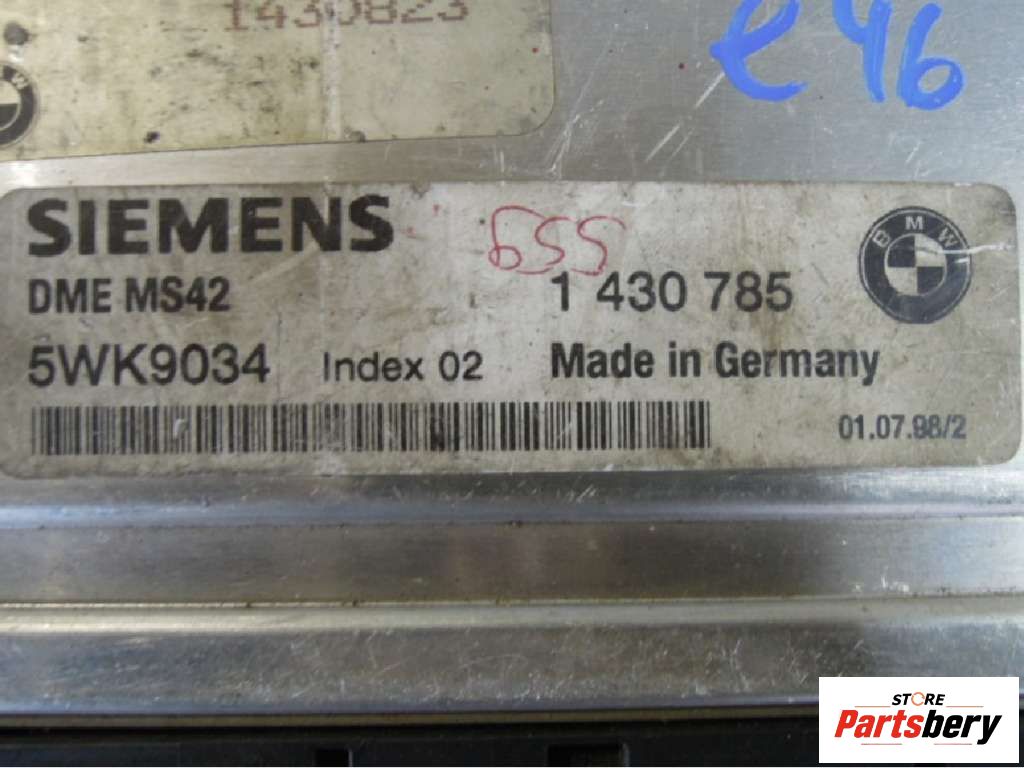 1430823
e46
SIEMENS
655
BMW
DME MS42
1 430 785
5WK9034 Index 02 Made in Germany
01.07.98/2
STORE
Partsbery